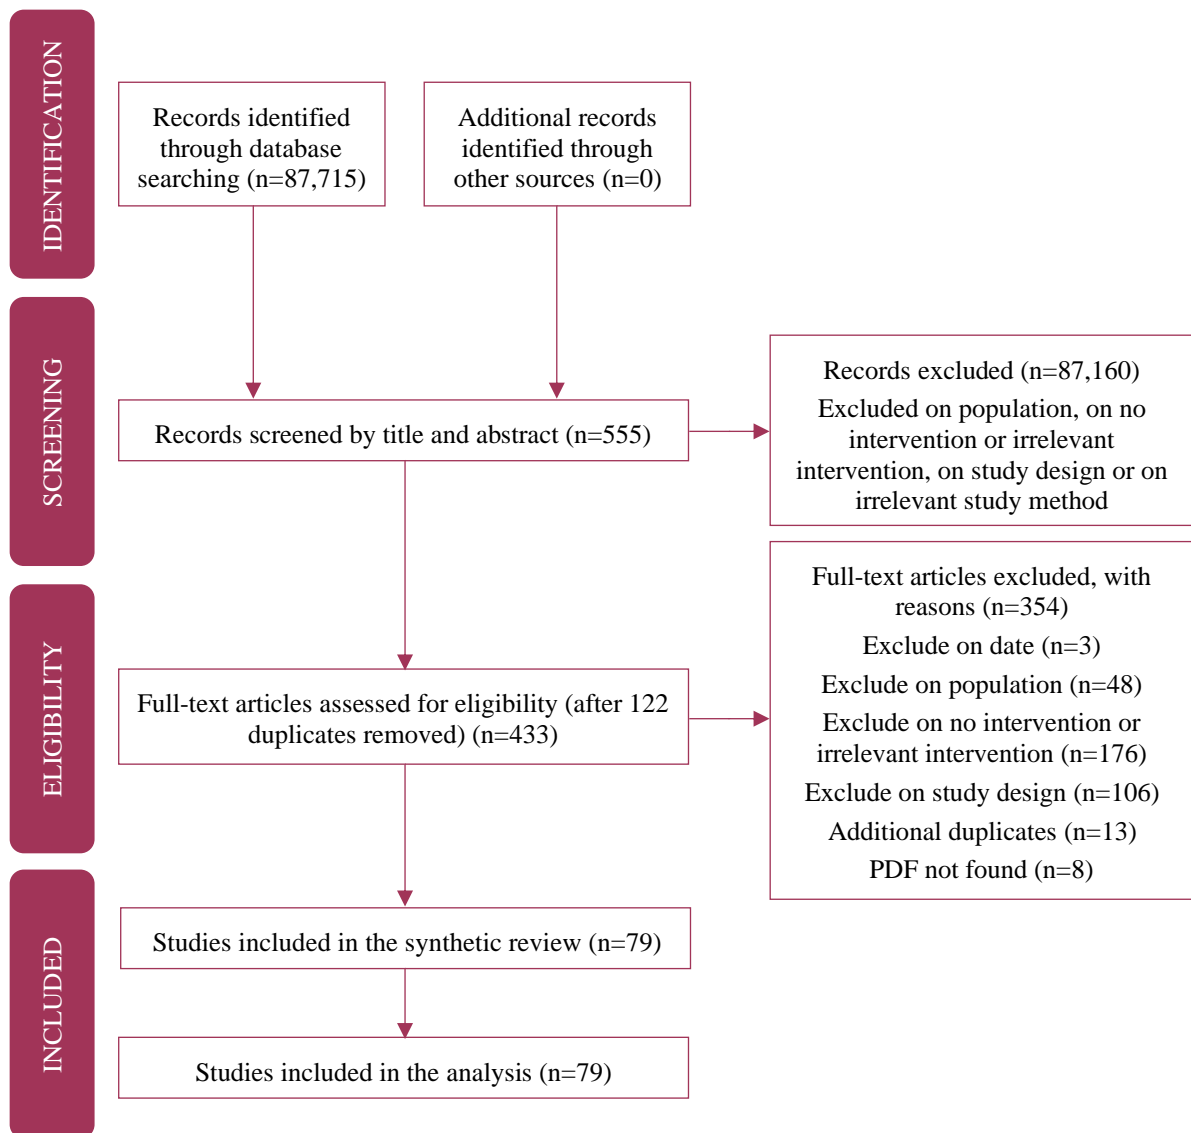 IDENTIFICATION
Records identified
through database
searching (n=87,715)
Additional records
identified through
other sources (n=0)
SCREENING
Records screened by title and abstract (n=555)
Records excluded (n=87,160)
Excluded on population, on no
intervention or irrelevant
intervention, on study design or on
irrelevant study method
ELIGIBILITY
Full-text articles assessed for eligibility (after 122
duplicates removed) (n=433)
Full-text articles excluded, with
reasons (n=354)
Exclude on date (n=3)
Exclude on population (n=48)
Exclude on no intervention or
irrelevant intervention (n=176)
Exclude on study design (n=106)
Additional duplicates (n=13)
PDF not found (n=8)
INCLUDED
Studies included in the synthetic review (n=79)
Studies included in the analysis (n=79)